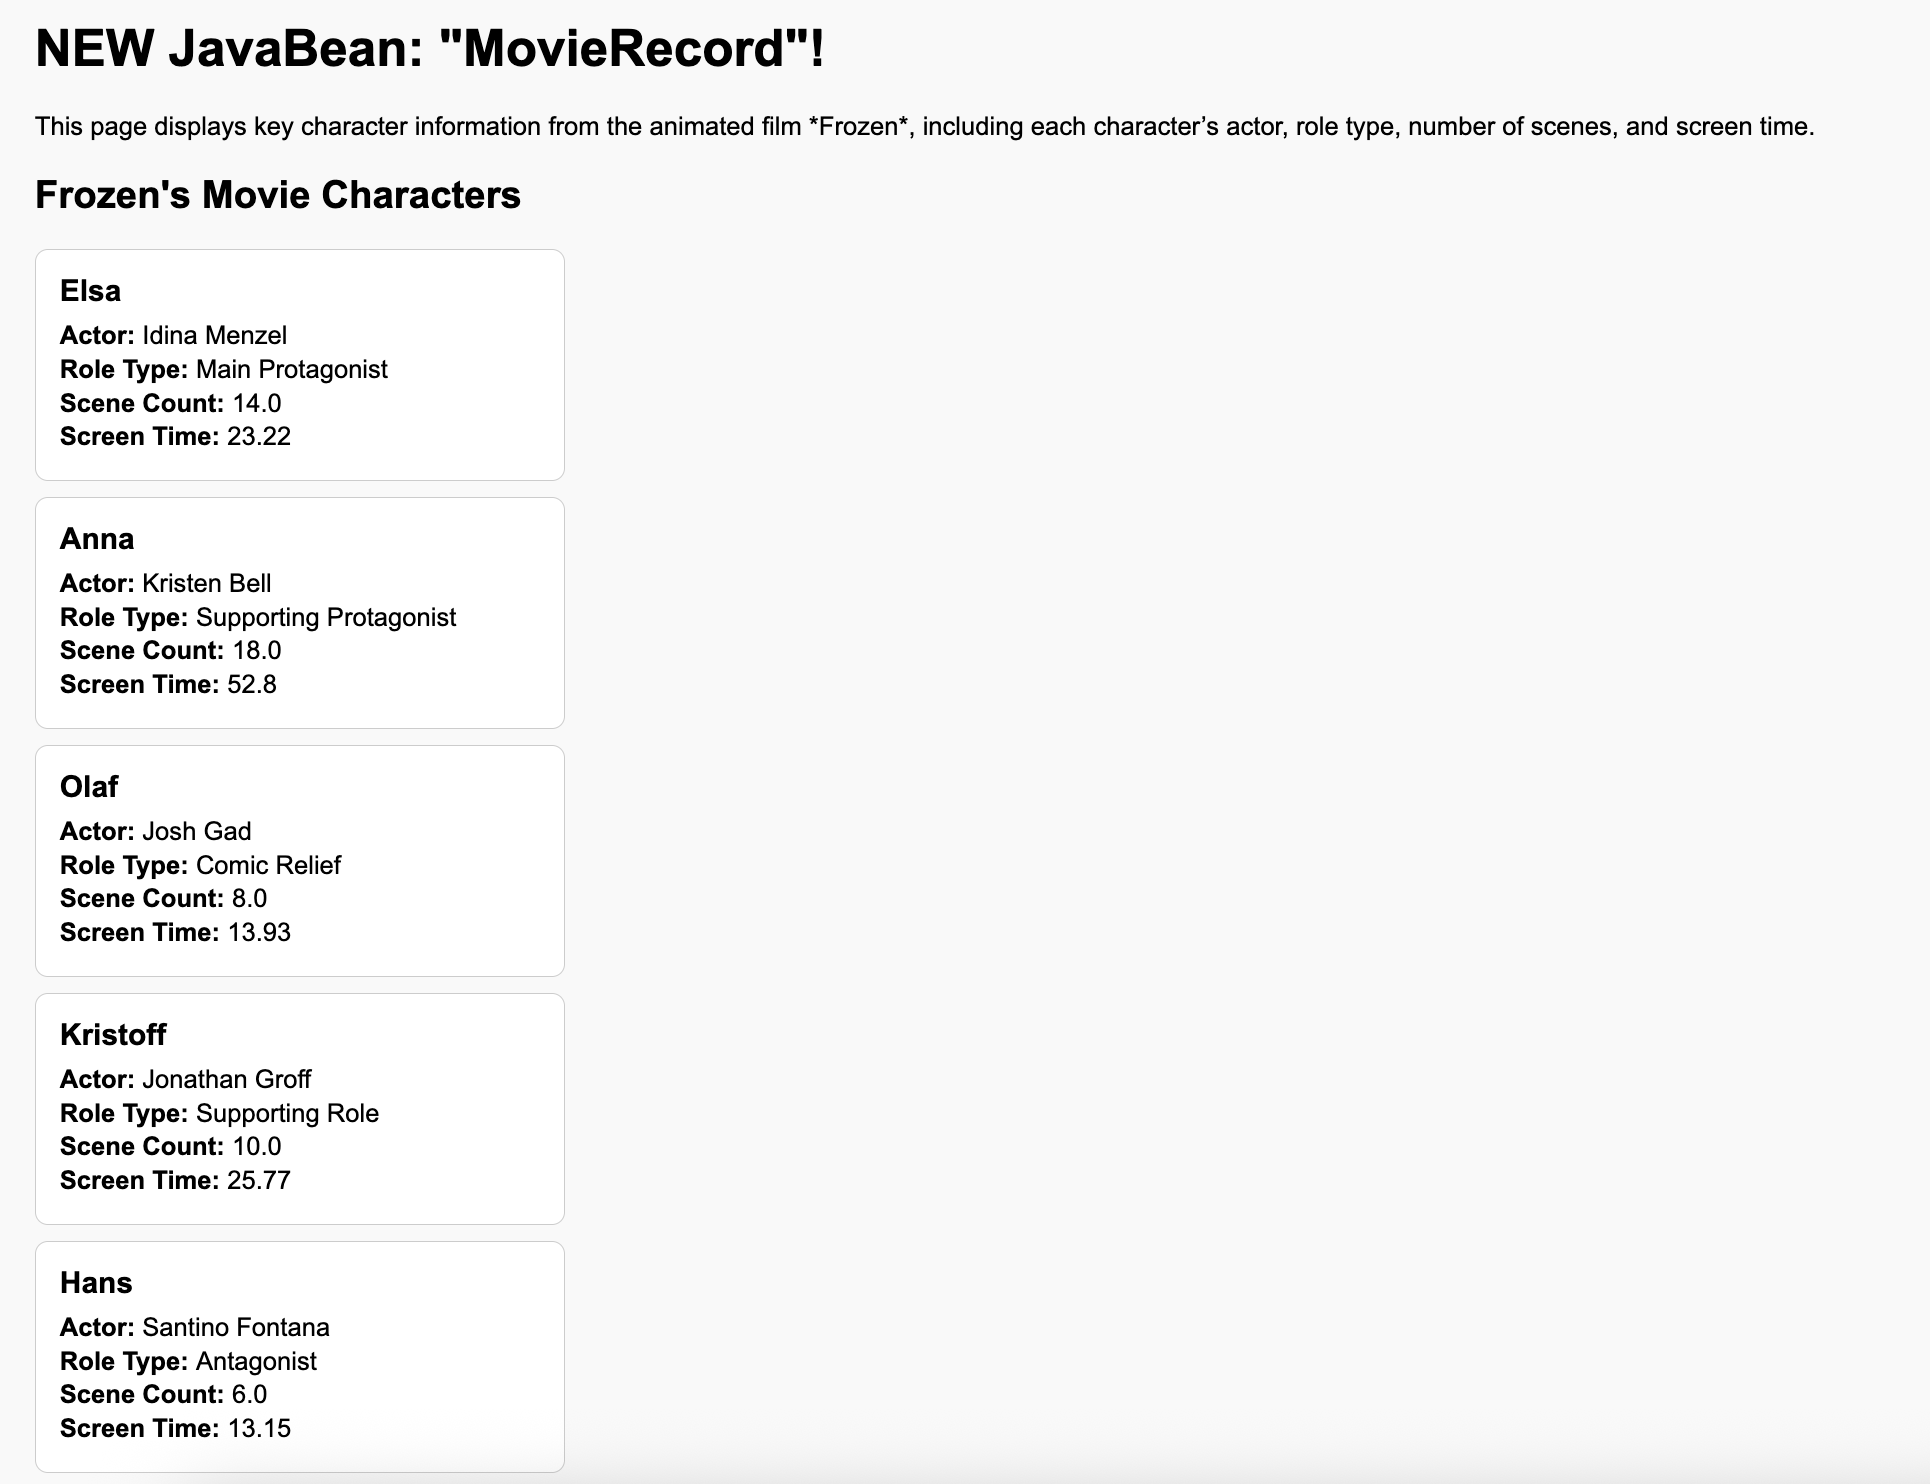 NEW JavaBean: "MovieRecord"!
This page displays key character information from the animated film *Frozen*, including each character’s actor, role type, number of scenes, and screen time.
Frozen's Movie Characters
Elsa
Actor: Idina Menzel
Role Type: Main Protagonist
Scene Count: 14.0
Screen Time: 23.22
Anna
Actor: Kristen Bell
Role Type: Supporting Protagonist
Scene Count: 18.0
Screen Time: 52.8
Olaf
Actor: Josh Gad
Role Type: Comic Relief
Scene Count: 8.0
Screen Time: 13.93
Kristoff
Actor: Jonathan Groff
Role Type: Supporting Role
Scene Count: 10.0
Screen Time: 25.77
Hans
Actor: Santino Fontana
Role Type: Antagonist
Scene Count: 6.0
Screen Time: 13.15